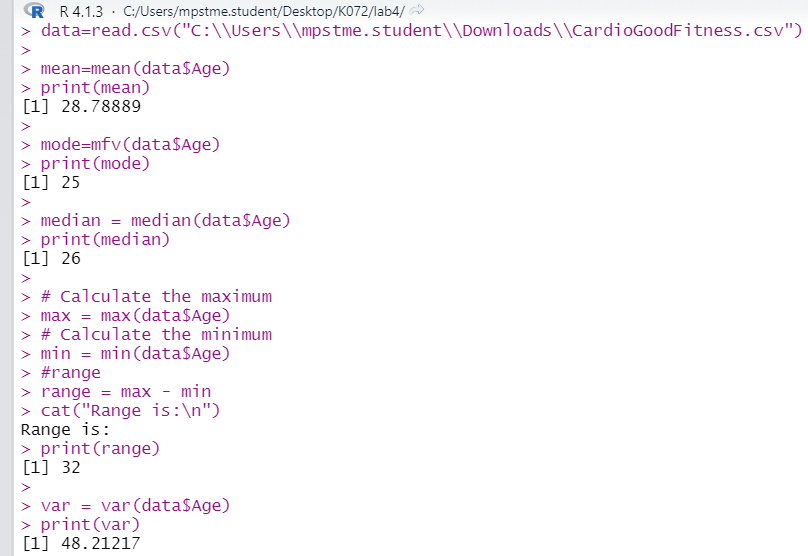 R 4.1.3 · C:/Users/mpstme.student/Desktop/K072/lab4/
> data=read.csv("C:\\Users\\mpstme.student\\Downloads\\CardioGoodFitness.csv")
>
> mean=mean(data$Age)
> print(mean)
[1] 28.78889
>
> mode=mfv(data$Age)
> print(mode)
[1] 25
>
> median = median(data$Age)
> print(median)
[1] 26
>
> # Calculate the maximum
> max = max(data$Age)
> # Calculate the minimum
> min = min(data$Age)
> #range
> range = max - min
> cat("Range is:\n")
Range is:
> print(range)
[1] 32
>
> var = var(data$Age)
> print(var)
[1] 48.21217